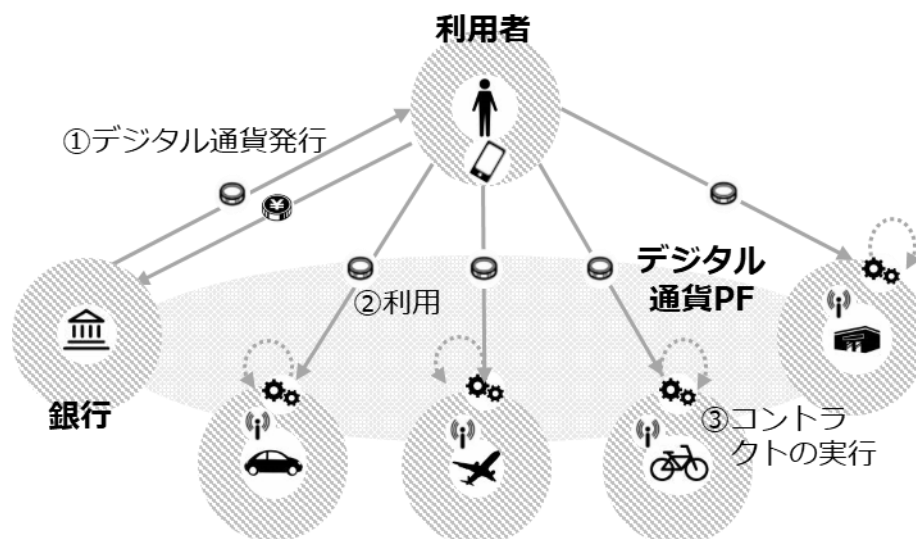 利用者
①デジタル通貨発行
¥
デジタル
通貨PF
②利用
銀行
③コントラ
クトの実行